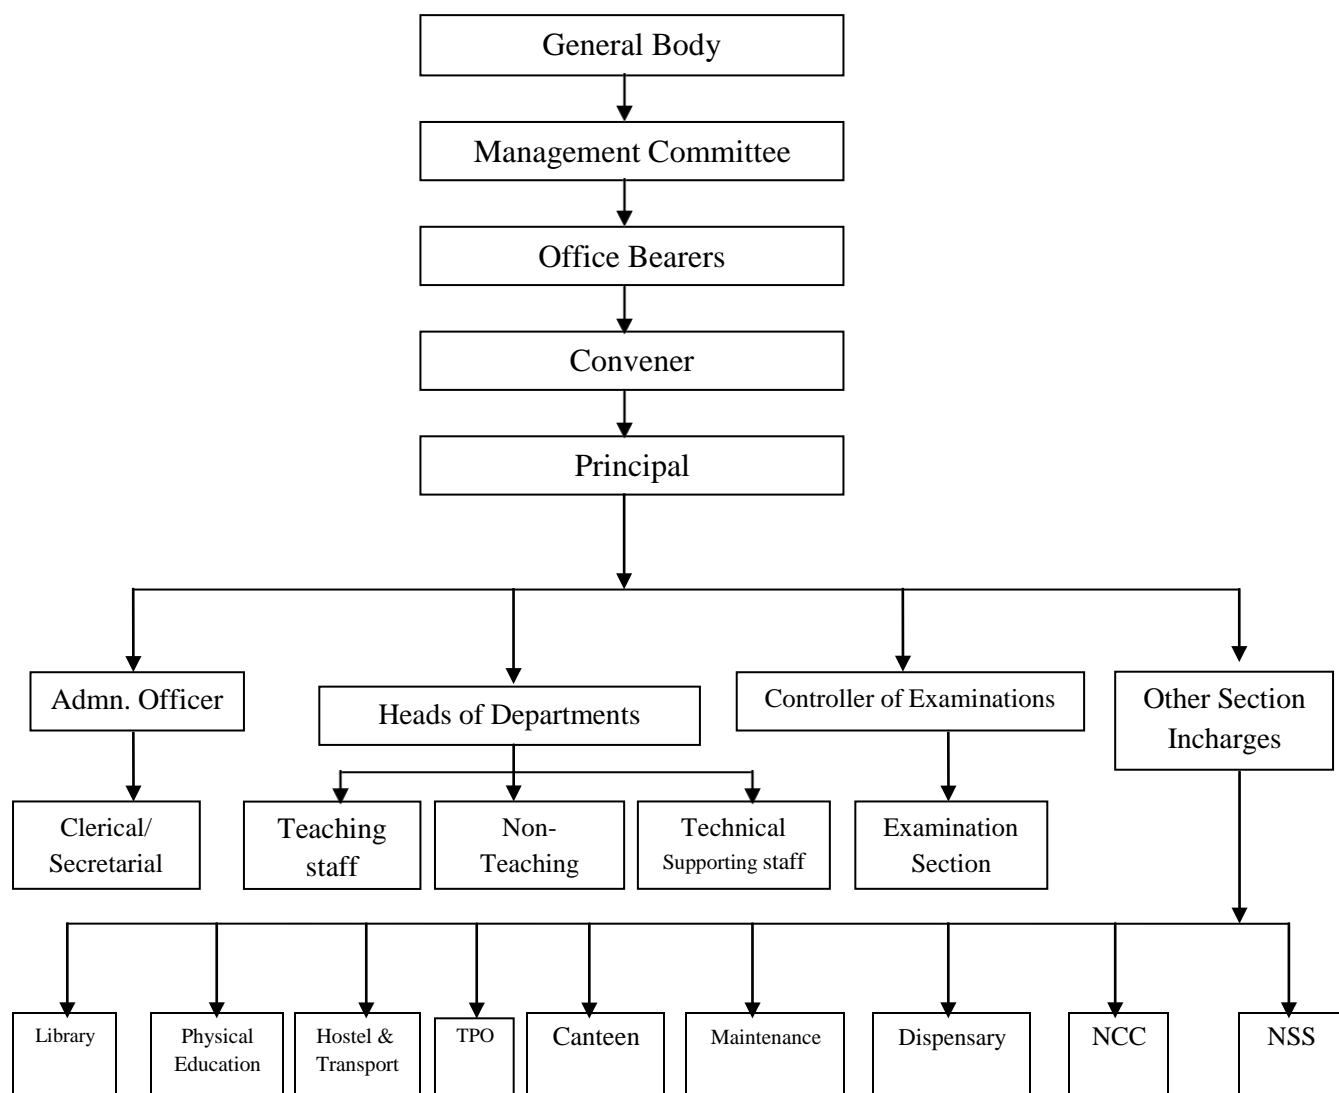 General Body
Management Committee
Office Bearers
Convener
Principal
Admn. Officer
Heads of Departments
Controller of Examinations
Other Section
Incharges
Clerical/
Secretarial
Teaching
staff
Non-
Teaching
Technical
Supporting staff
Examination
Section
Library
Physical
Education
Hostel &
Transport
TPO
Canteen
Maintenance
Dispensary
NCC
NSS